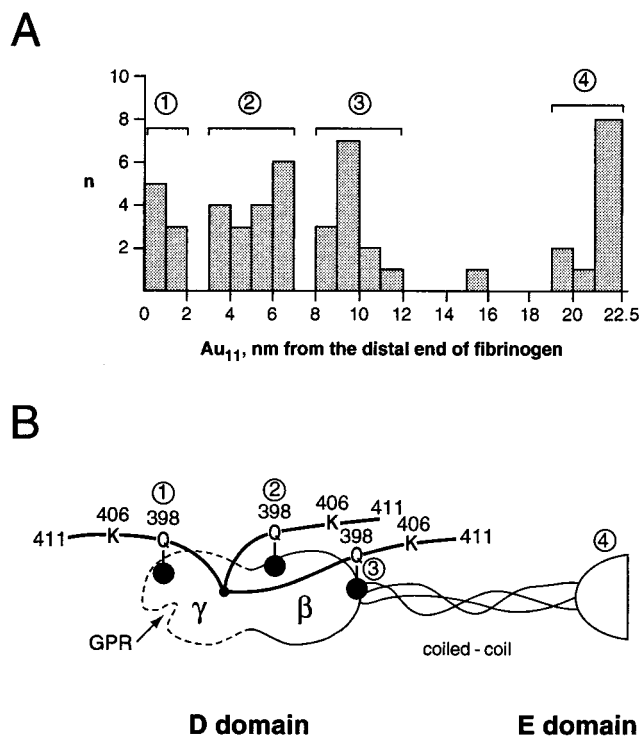 A
10
8
6
4
2
n
① ② ③ ④
0 2 4 6 8 10 12 14 16 18 20 22.5
Au11, nm from the distal end of fibrinogen
B
① ②
411 406 K 398 Q
398 Q 406 K 411
398 Q 406 K 411
③ ④
γ β
GPR
coiled - coil
D domain E domain